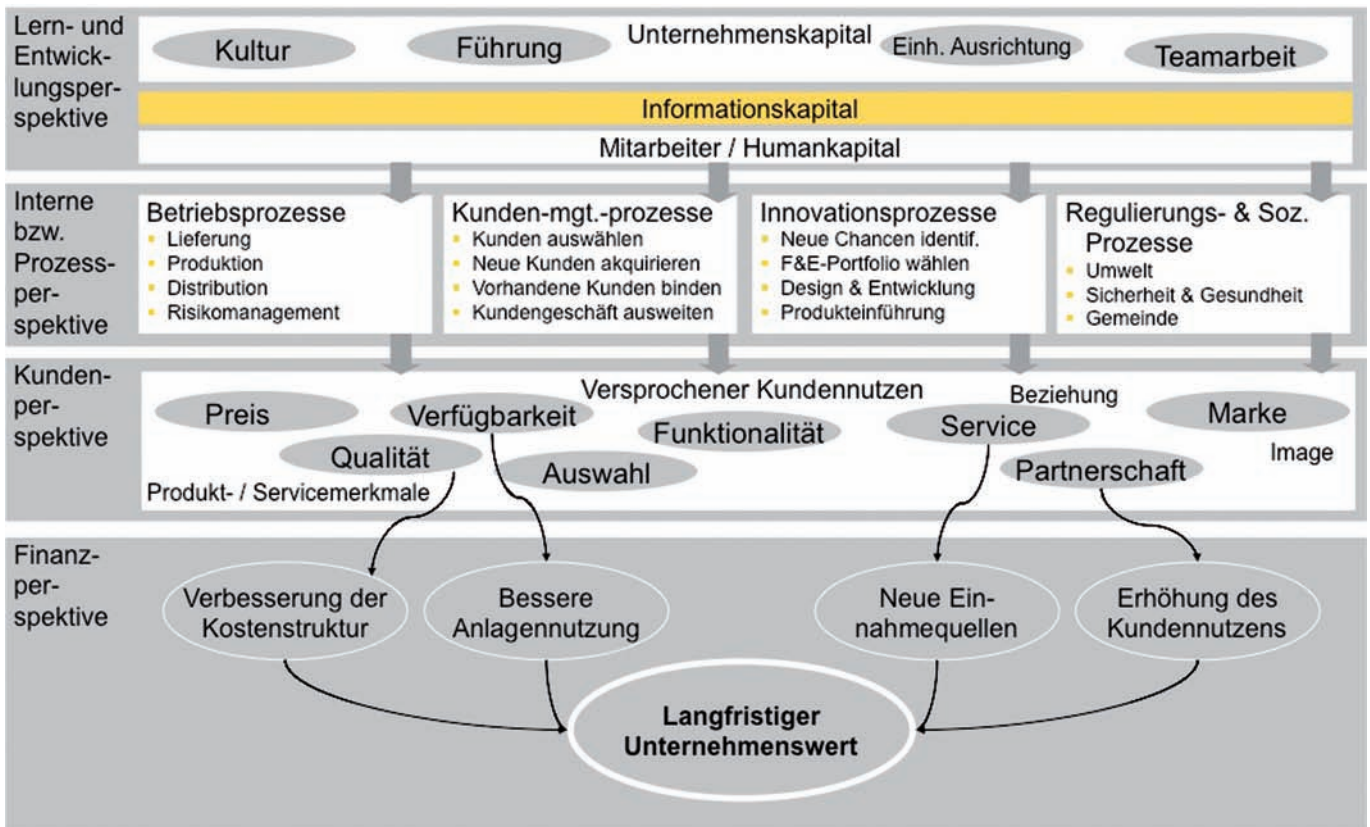 Lern- und
Entwick-
lungsper-
spektive
Unternehmenskapital
Kultur
Führung
Einh. Ausrichtung
Teamarbeit
Informationskapital
Mitarbeiter / Humankapital
Interne
bzw.
Prozess-
per-
spektive
Betriebsprozesse
Lieferung
Produktion
Distribution
Risikomanagement
Kunden-mgt.-prozesse
Kunden auswählen
Neue Kunden akquirieren
Vorhandene Kunden binden
Kundengeschäft ausweiten
Innovationsprozesse
Neue Chancen identif.
F&E-Portfolio wählen
Design & Entwicklung
Produkteinführung
Regulierungs- & Soz.
Prozesse
Umwelt
Sicherheit & Gesundheit
Gemeinde
Kunden-
per-
spektive
Versprochener Kundennutzen
Preis
Verfügbarkeit
Funktionalität
Beziehung
Service
Marke
Qualität
Auswahl
Partnerschaft
Image
Produkt- / Servicemerkmale
Finanz-
per-
spektive
Verbesserung der
Kostenstruktur
Bessere
Anlagennutzung
Neue Ein-
nahmequellen
Erhöhung des
Kundennutzens
Langfristiger
Unternehmenswert